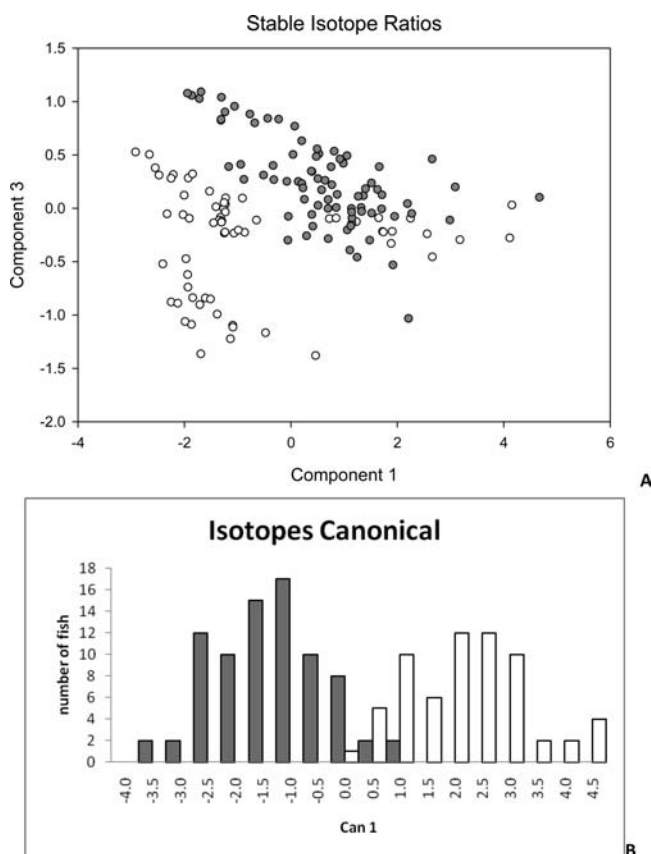 Stable Isotope Ratios
1.5
1.0
0.5
0.0
-0.5
-1.0
-1.5
-2.0
Component 3
-4 -2 0 2 4 6
Component 1
A
Isotopes Canonical
18
16
14
12
10
8
6
4
2
0
number of fish
-4.0 -3.5 -3.0 -2.5 -2.0 -1.5 -1.0 -0.5 0.0 0.5 1.0 1.5 2.0 2.5 3.0 3.5 4.0 4.5
Can 1
B